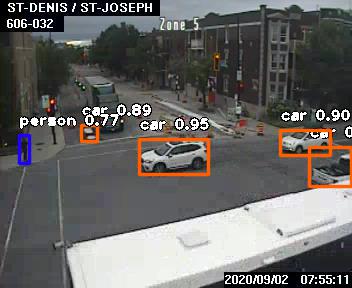 ST-DENIS / ST-JOSEPH
606-032
Zone 5
car 0.89
person 0.77
car 0.95
car 0.90
2020/09/02 07:55:11